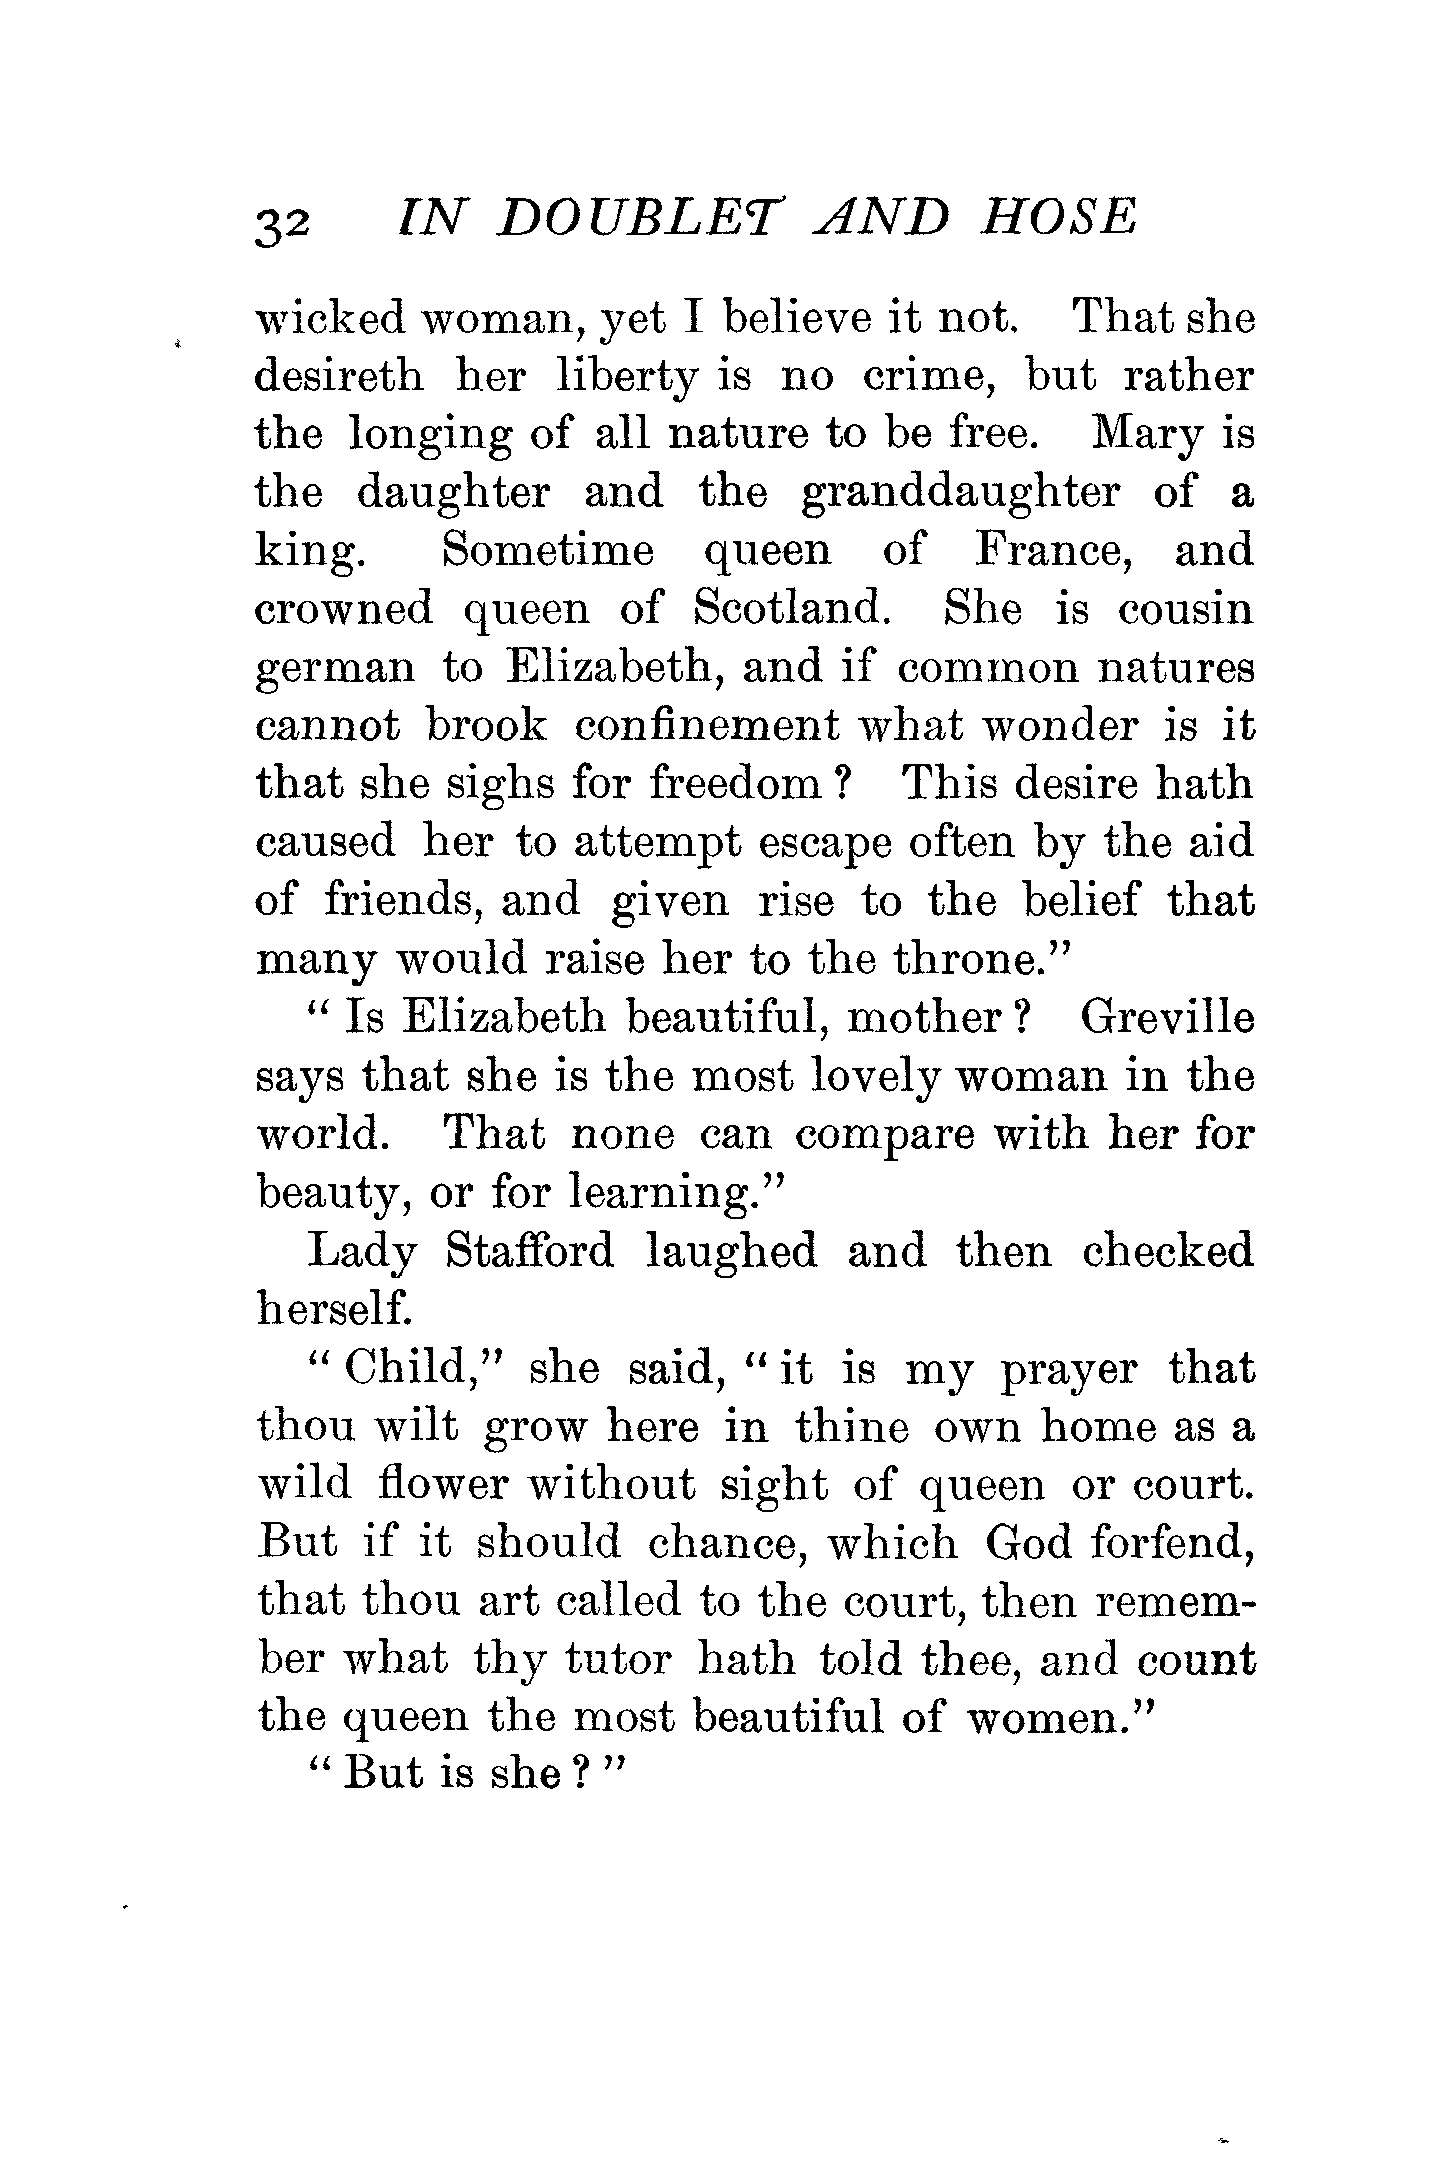 32 IN DOUBLET AND HOSE
wicked woman, yet I believe it not. That she
desireth her liberty is no crime, but rather
the longing of all nature to be free. Mary is
the daughter and the granddaughter of a
king. Sometime queen of France, and
crowned queen of Scotland. She is cousin
german to Elizabeth, and if common natures
cannot brook confinement what wonder is it
that she sighs for freedom? This desire hath
caused her to attempt escape often by the aid
of friends, and given rise to the belief that
many would raise her to the throne."
"Is Elizabeth beautiful, mother? Greville
says that she is the most lovely woman in the
world. That none can compare with her for
beauty, or for learning."
Lady Stafford laughed and then checked
herself.
"Child," she said, "it is my prayer that
thou wilt grow here in thine own home as a
wild flower without sight of queen or court.
But if it should chance, which God forfend,
that thou art called to the court, then remem-
ber what thy tutor hath told thee, and count
the queen the most beautiful of women."
"But is she?"